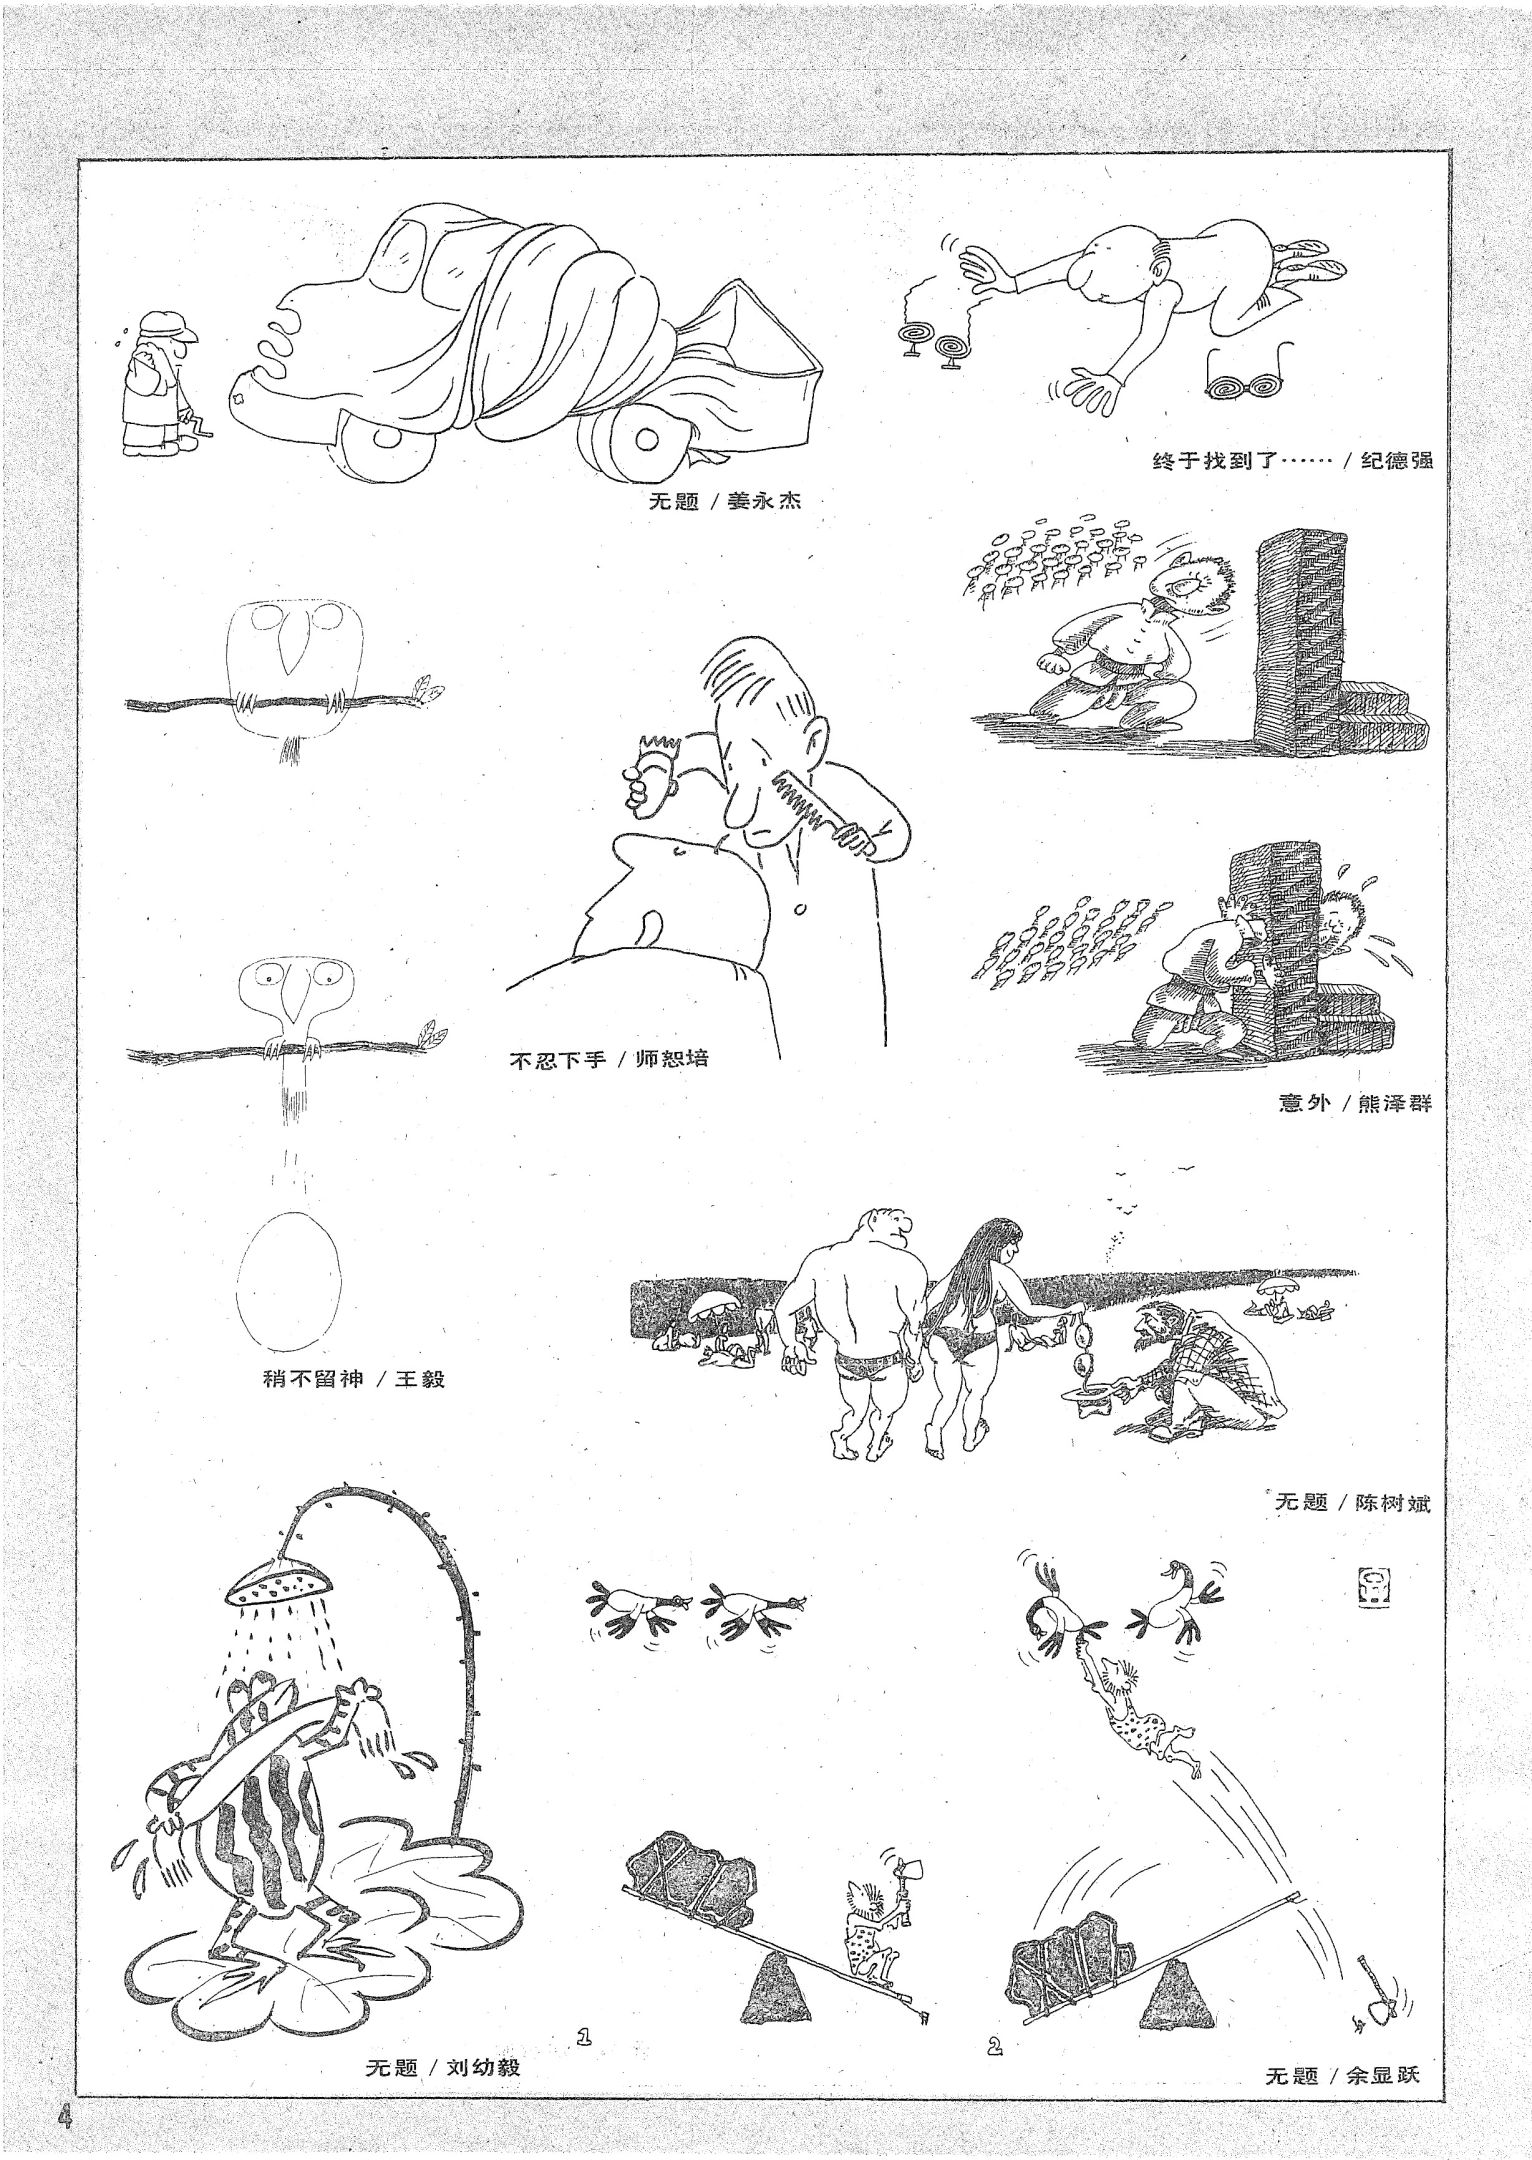 终于找到了…… / 纪德强
无题 / 姜永杰
不忍下手 / 师恕培
意外 / 熊泽群
稍不留神 / 王毅
无题 / 陈树斌
1
2
无题 / 刘幼毅
无题 / 余显跃
4